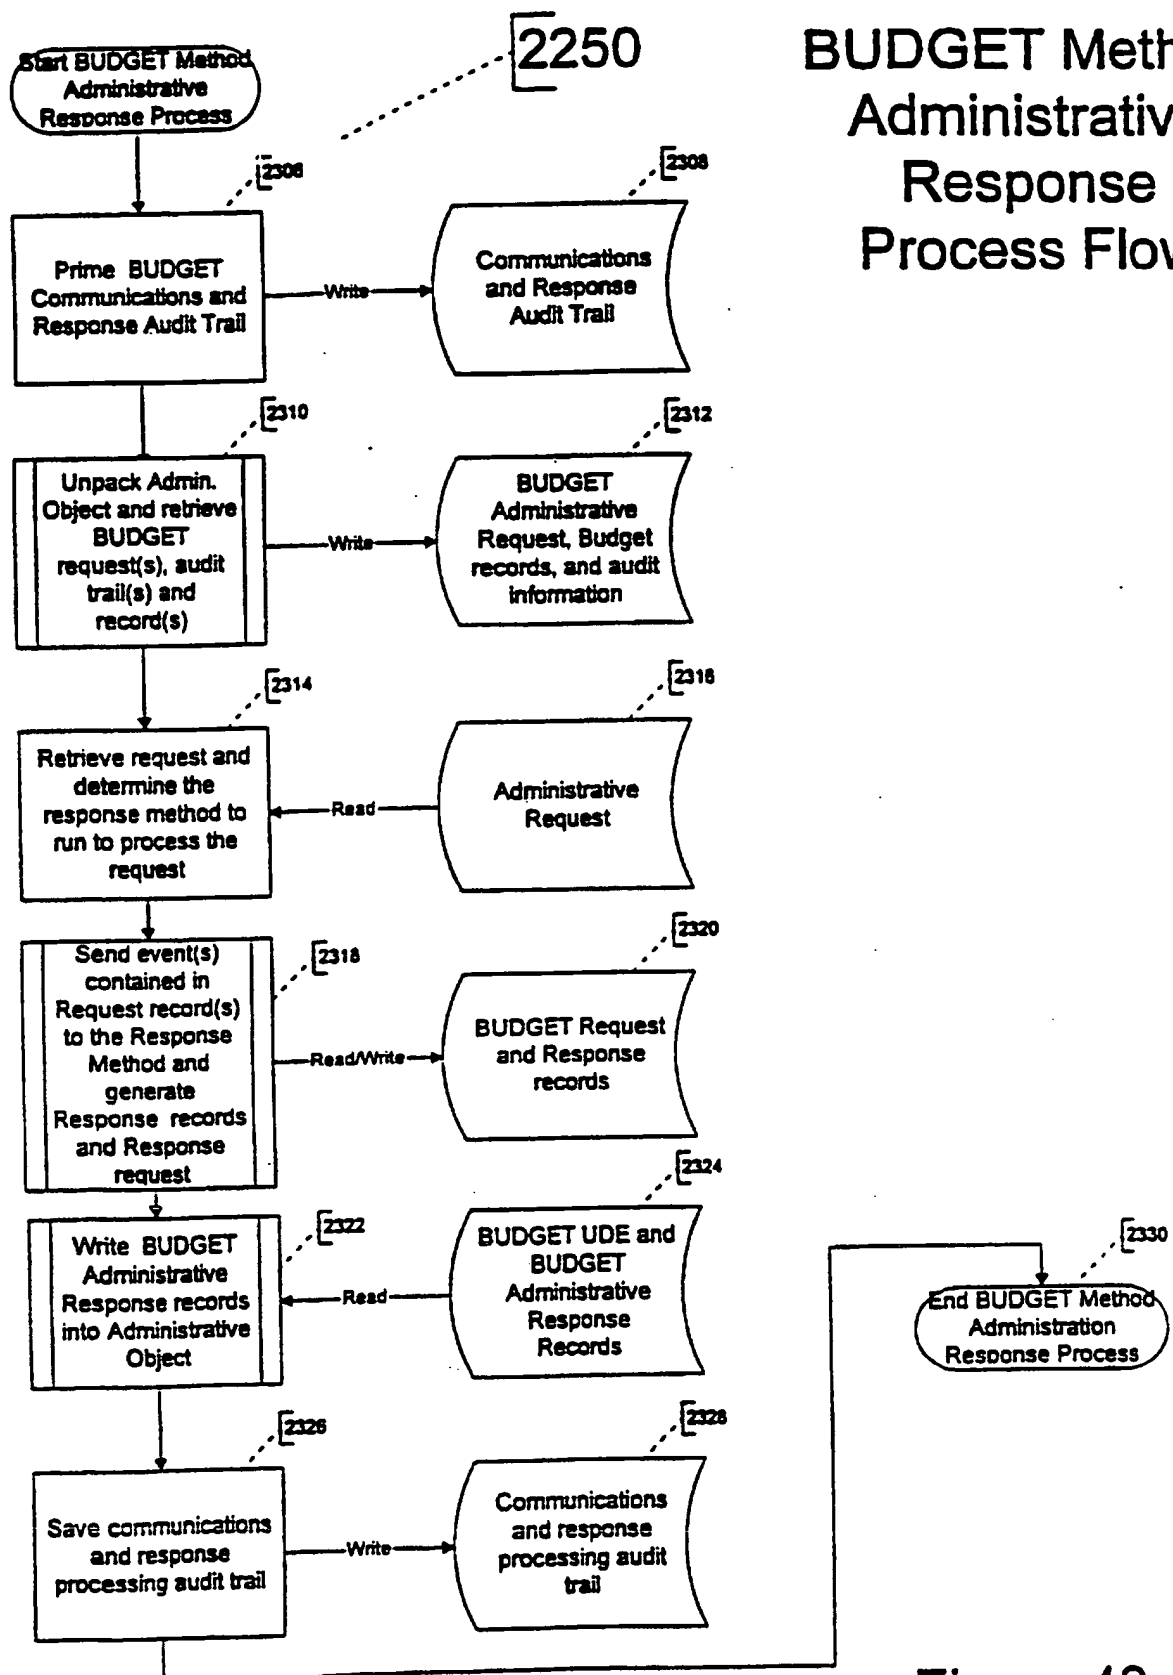 2250
BUDGET Meth
Administrativ
Response
Process Flo
Start BUDGET Method
Administrative
Response Process
2306
Prime BUDGET
Communications and
Response Audit Trail
Write
2308
Communications
and Response
Audit Trail
2310
Unpack Admin.
Object and retrieve
BUDGET
request(s), audit
trail(s) and
record(s)
Write
2312
BUDGET
Administrative
Request, Budget
records, and audit
information
2314
Retrieve request and
determine the
response method to
run to process the
request
Read
2316
Administrative
Request
2318
Send event(s)
contained in
Request record(s)
to the Response
Method and
generate
Response records
and Response
request
Read/Write
2320
BUDGET Request
and Response
records
2322
Write BUDGET
Administrative
Response records
into Administrative
Object
Read
2324
BUDGET UDE and
BUDGET
Administrative
Response
Records
2326
Save communications
and response
processing audit trail
Write
2328
Communications
and response
processing audit
trail
2330
End BUDGET Method
Administration
Response Process